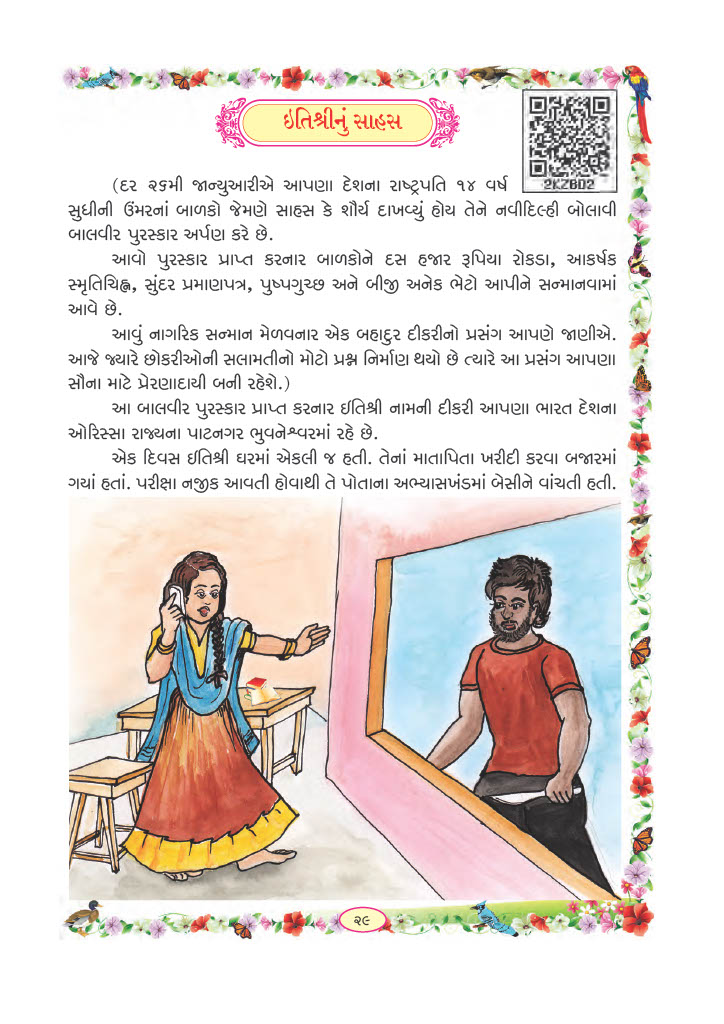 ઇતિશ્રીનું સાહસ
2KZB02
(દર ૨૬મી જાન્યુઆરીએ આપણા દેશના રાષ્ટ્રપતિ ૧૪ વર્ષ
સુધીની ઉંમરનાં બાળકો જેમણે સાહસ કે શૌર્ય દાખવ્યું હોય તેને નવીદિલ્હી બોલાવી
બાલવીર પુરસ્કાર અર્પણ કરે છે.
આવો પુરસ્કાર પ્રાપ્ત કરનાર બાળકોને દસ હજાર રૂપિયા રોકડા, આકર્ષક
સ્મૃતિચિહ્ન, સુંદર પ્રમાણપત્ર, પુષ્પગુચ્છ અને બીજી અનેક ભેટો આપીને સન્માનવામાં
આવે છે.
આવું નાગરિક સન્માન મેળવનાર એક બહાદુર દીકરીનો પ્રસંગ આપણે જાણીએ.
આજે જ્યારે છોકરીઓની સલામતીનો મોટો પ્રશ્ન નિર્માણ થયો છે ત્યારે આ પ્રસંગ આપણા
સૌના માટે પ્રેરણાદાયી બની રહેશે.)
આ બાલવીર પુરસ્કાર પ્રાપ્ત કરનાર ઈતિશ્રી નામની દીકરી આપણા ભારત દેશના
ઓરિસ્સા રાજ્યના પાટનગર ભુવનેશ્વરમાં રહે છે.
એક દિવસ ઈતિશ્રી ઘરમાં એકલી જ હતી. તેનાં માતાપિતા ખરીદી કરવા બજારમાં
ગયાં હતાં. પરીક્ષા નજીક આવતી હોવાથી તે પોતાના અભ્યાસખંડમાં બેસીને વાંચતી હતી.
૨૯